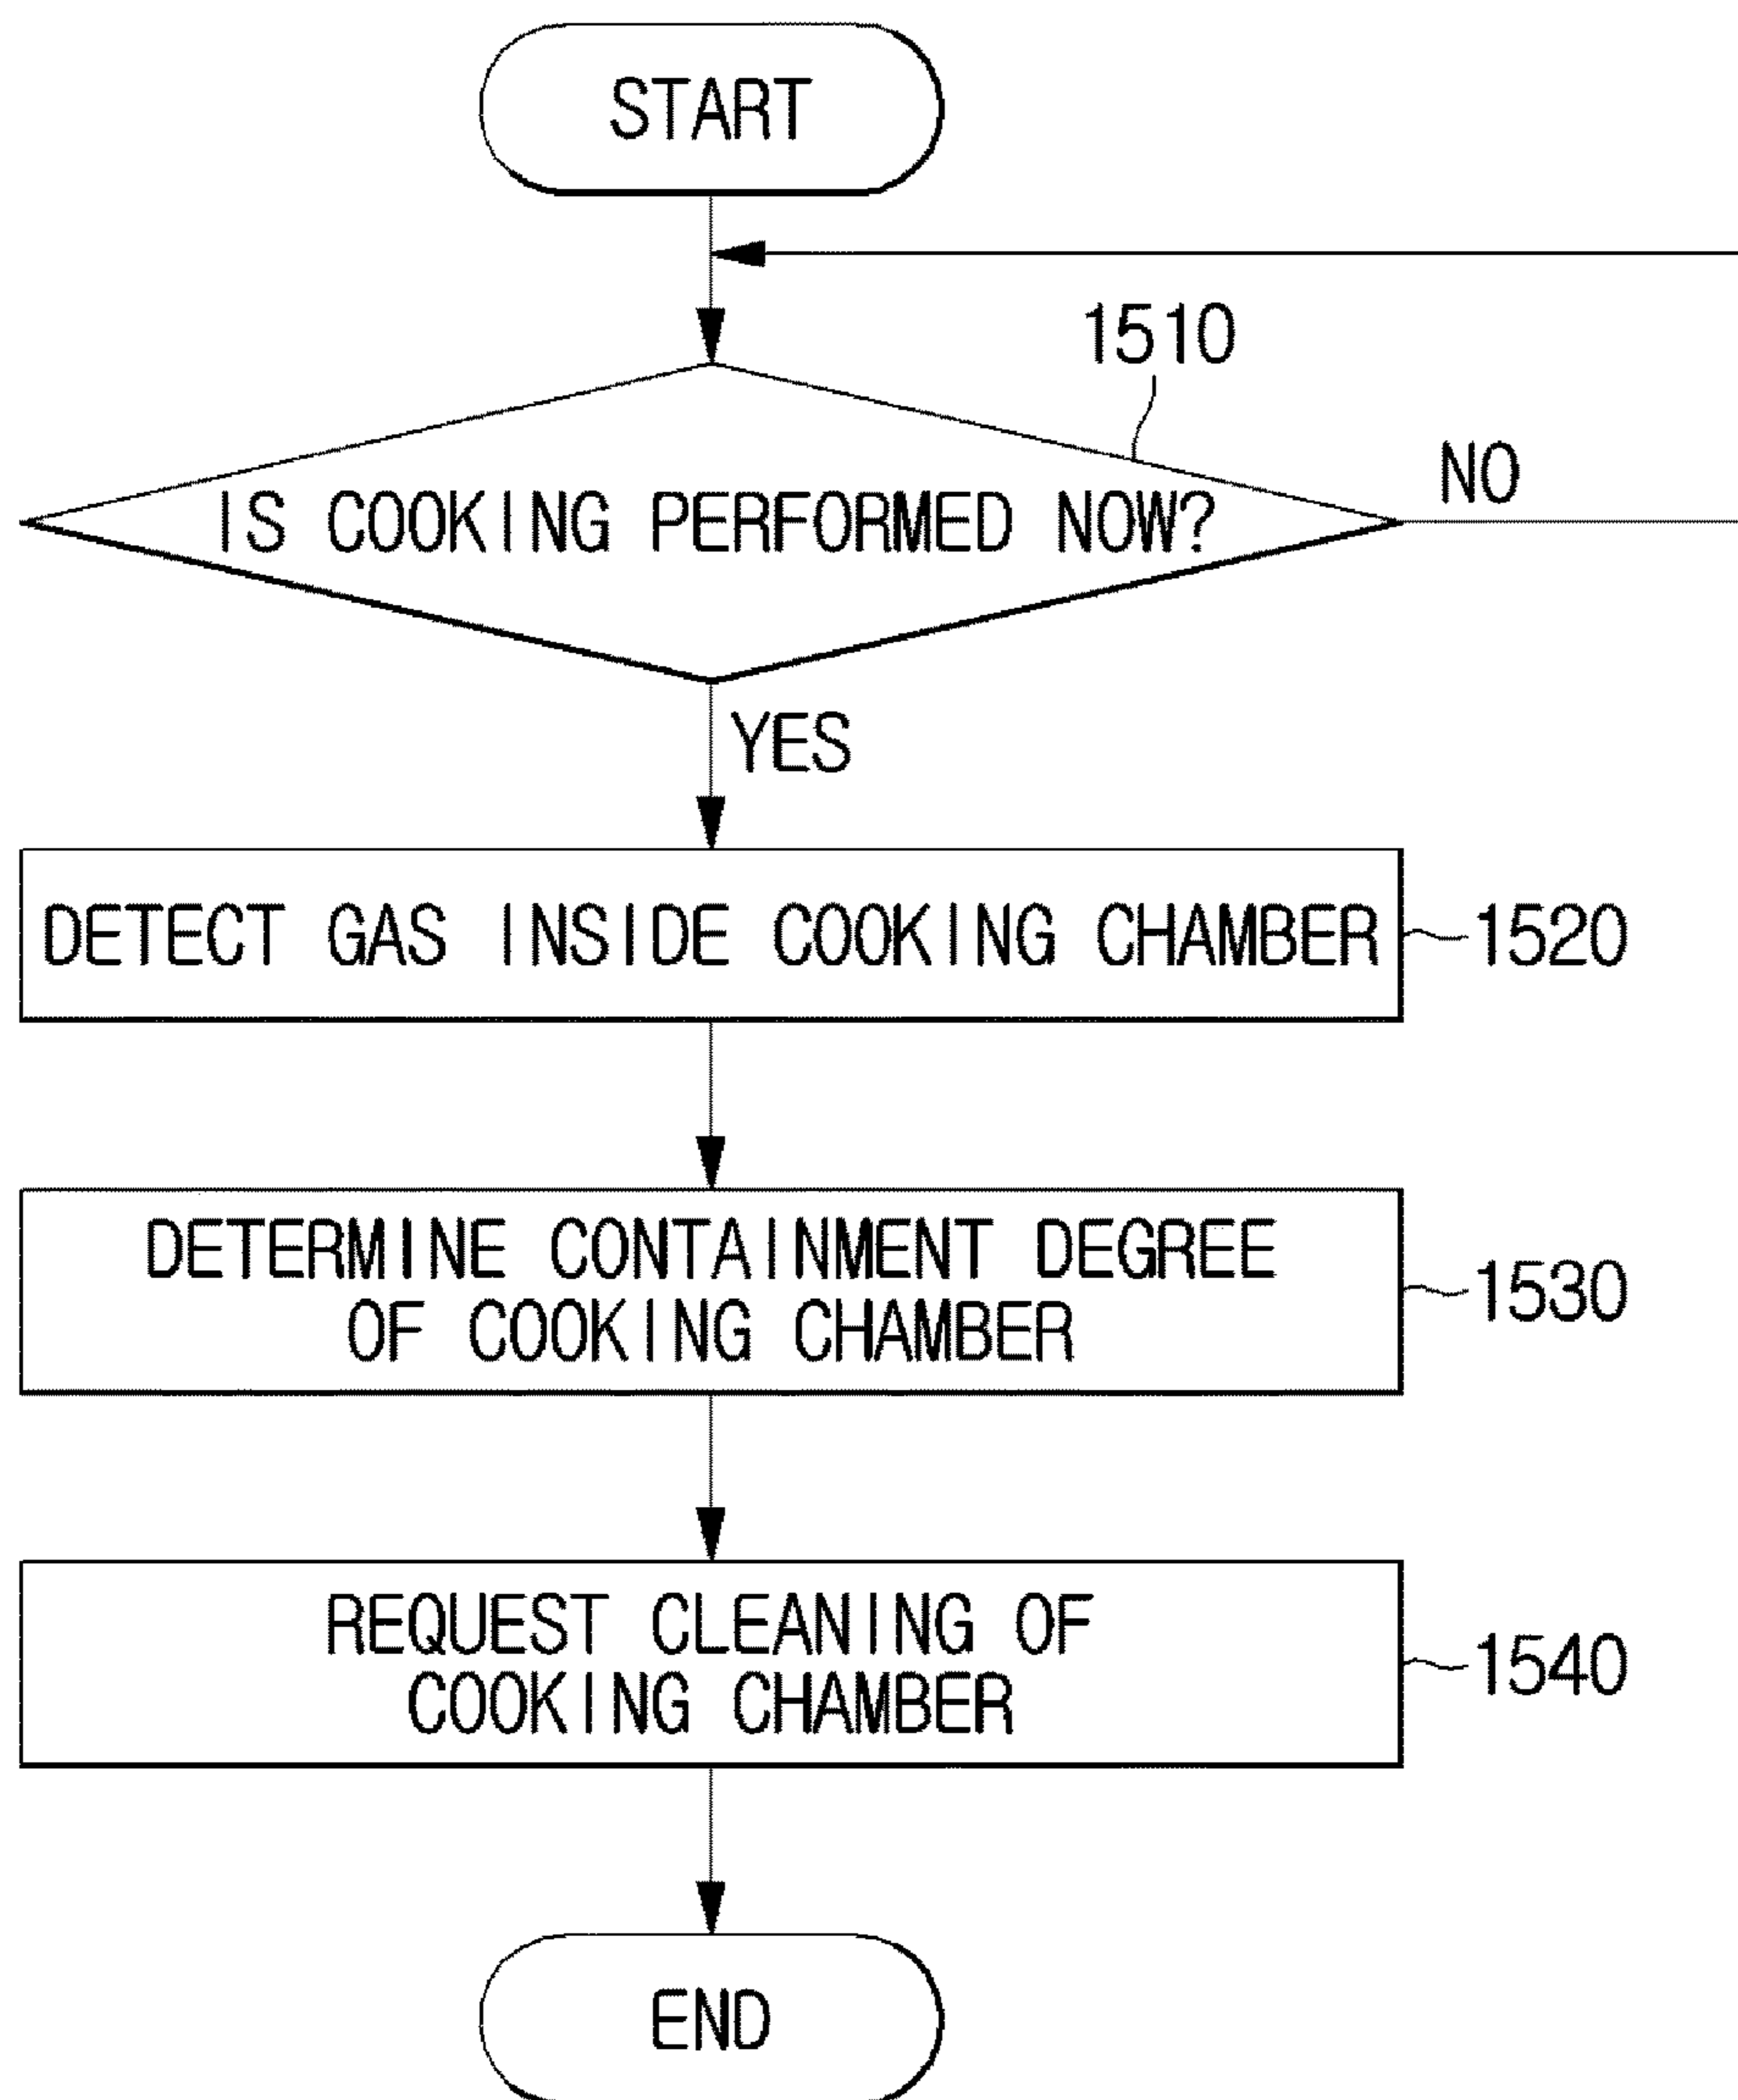 START
1510
IS COOKING PERFORMED NOW?
NO
YES
DETECT GAS INSIDE COOKING CHAMBER
1520
DETERMINE CONTAINMENT DEGREE
OF COOKING CHAMBER
1530
REQUEST CLEANING OF
COOKING CHAMBER
1540
END